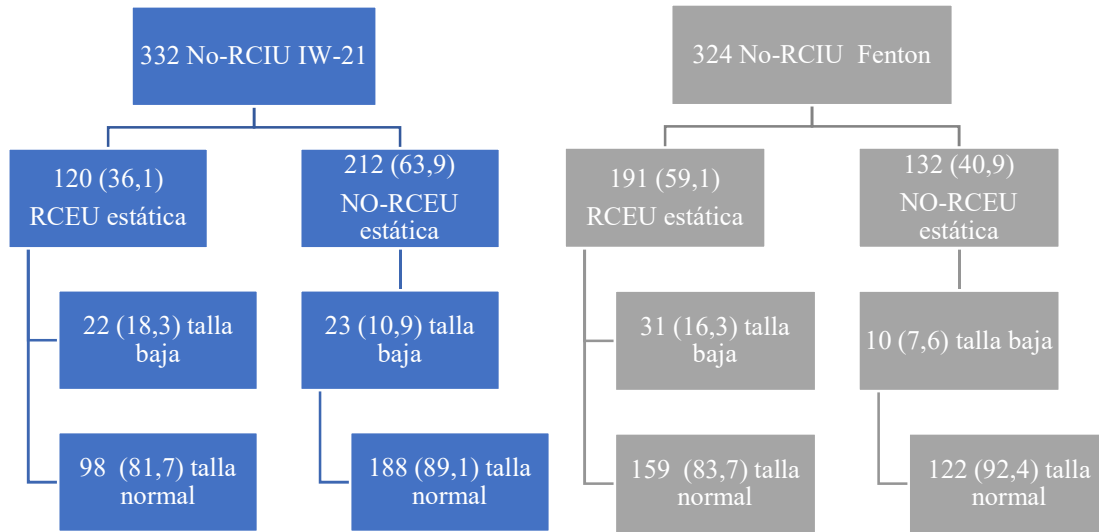 332 No-RCIU IW-21
120 (36,1)
RCEU estática
22 (18,3) talla
baja
98 (81,7) talla
normal
212 (63,9)
NO-RCEU
estática
23 (10,9) talla
baja
188 (89,1) talla
normal
324 No-RCIU Fenton
191 (59,1)
RCEU estática
31 (16,3) talla
baja
159 (83,7) talla
normal
132 (40,9)
NO-RCEU
estática
10 (7,6) talla baja
122 (92,4) talla
normal